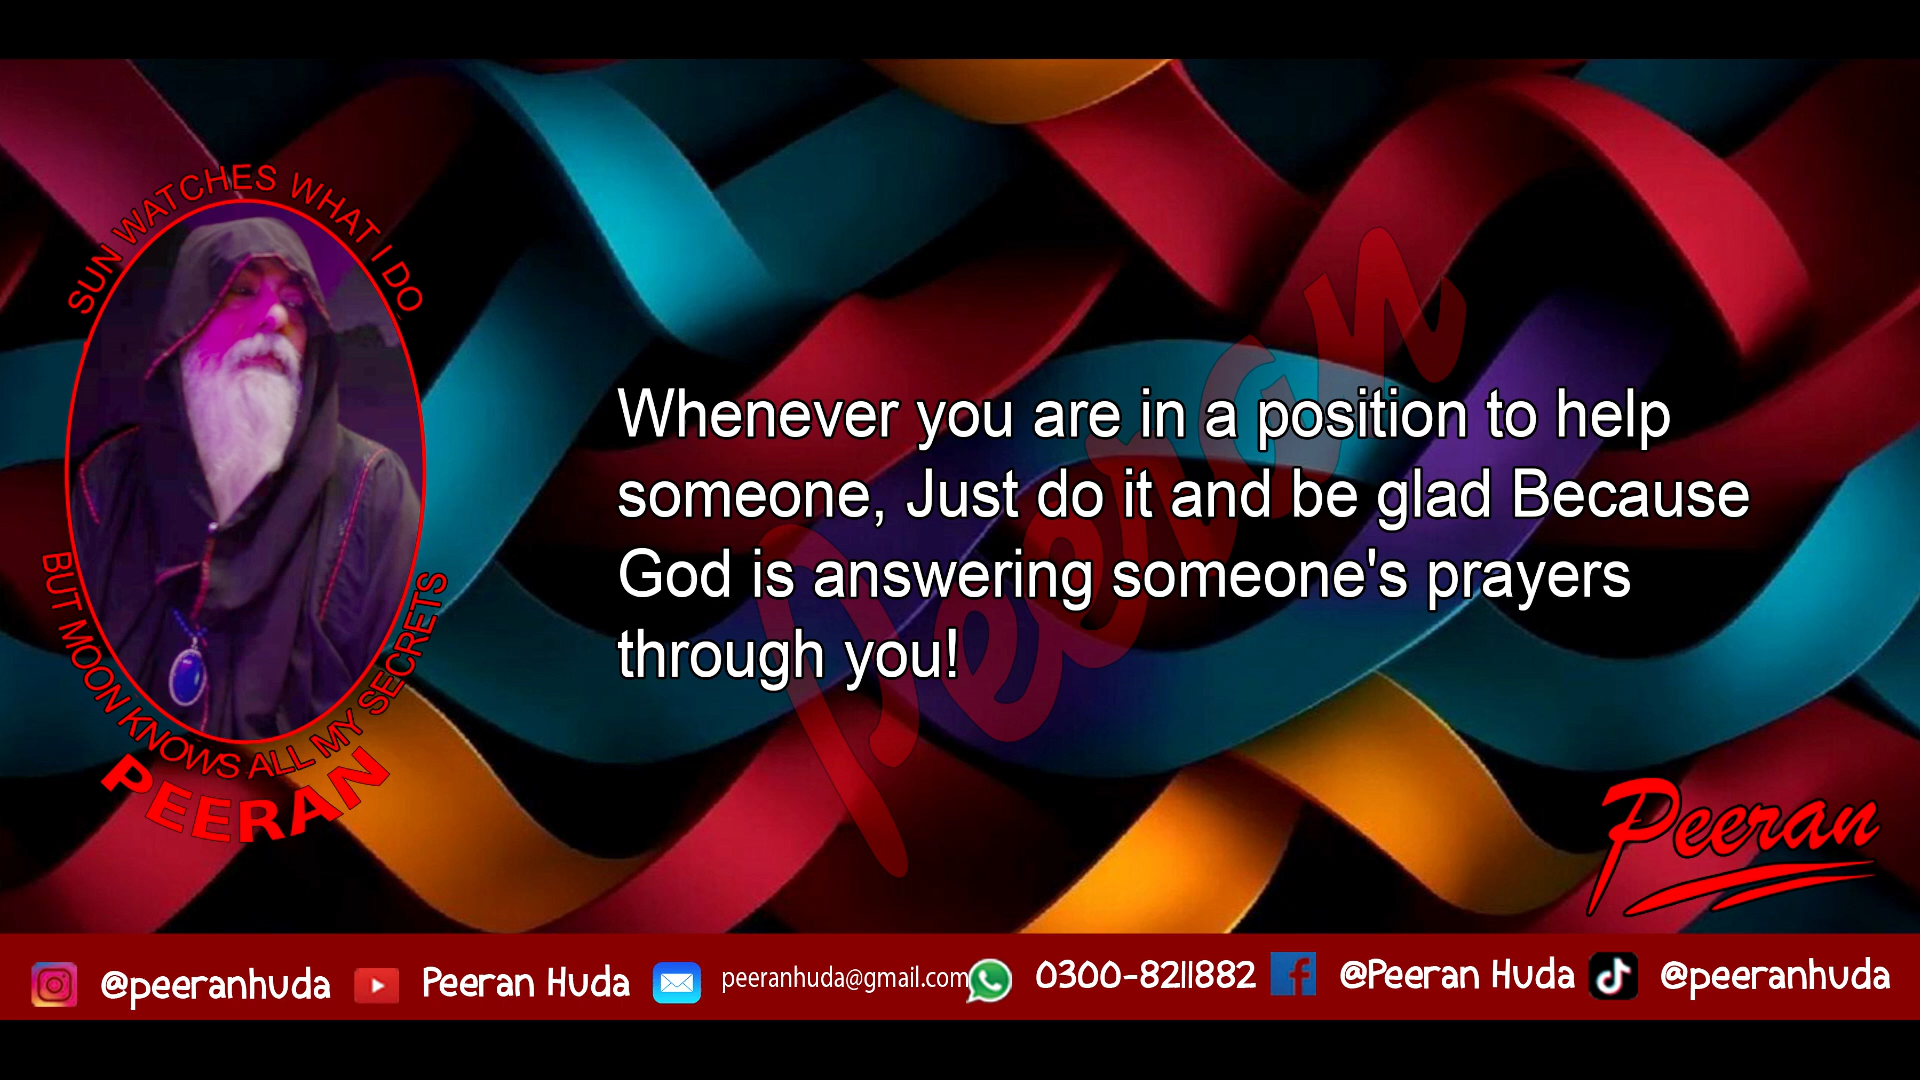 SUN WATCHES WHAT I DO
BUT MOON KNOWS ALL MY SECRETS
PEERAN
Whenever you are in a position to help
someone, Just do it and be glad Because
God is answering someone's prayers
through you!
Peeran
Peeran
@peeranhuda
Peeran Huda
peeranhuda@gmail.com
0300-8211882
@Peeran Huda
@peeranhuda